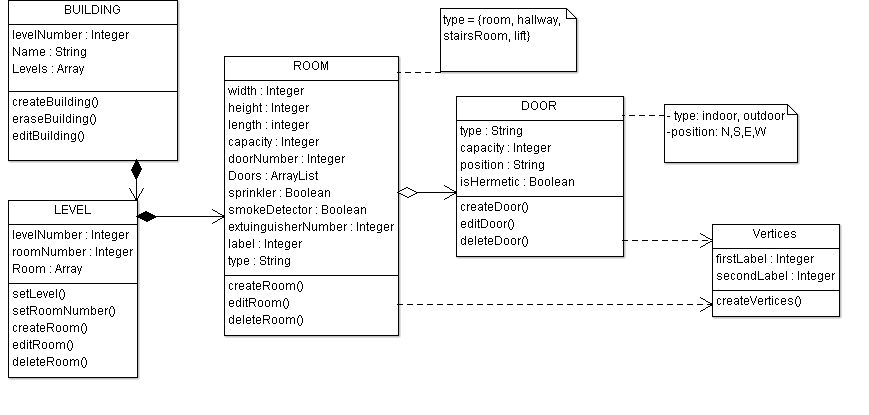 BUILDING
levelNumber : Integer
Name : String
Levels : Array
createBuilding()
eraseBuilding()
editBuilding()
LEVEL
levelNumber : Integer
roomNumber : Integer
Room : Array
setLevel()
setRoomNumber()
createRoom()
editRoom()
deleteRoom()
ROOM
width : Integer
height : Integer
length : integer
capacity : Integer
doorNumber : Integer
Doors : ArrayList
sprinkler : Boolean
smokeDetector : Boolean
extuinguisherNumber : Integer
label : Integer
type : String
createRoom()
editRoom()
deleteRoom()
type = {room, hallway,
stairsRoom, lift}
DOOR
type : String
capacity : Integer
position : String
isHermetic : Boolean
createDoor()
editDoor()
deleteDoor()
- type: indoor, outdoor
-position: N,S,E,W
Vertices
firstLabel : Integer
secondLabel : Integer
createVertices()